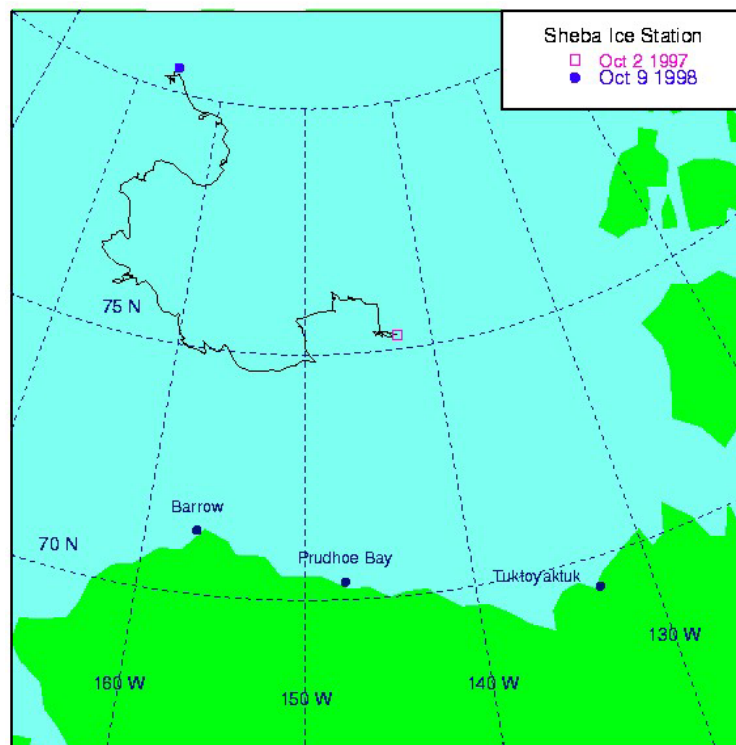 Sheba Ice Station
Oct 2 1997
Oct 9 1998
75 N
Barrow
70 N
Prudhoe Bay
Tuktoyaktuk
130 W
160 W
150 W
140 W